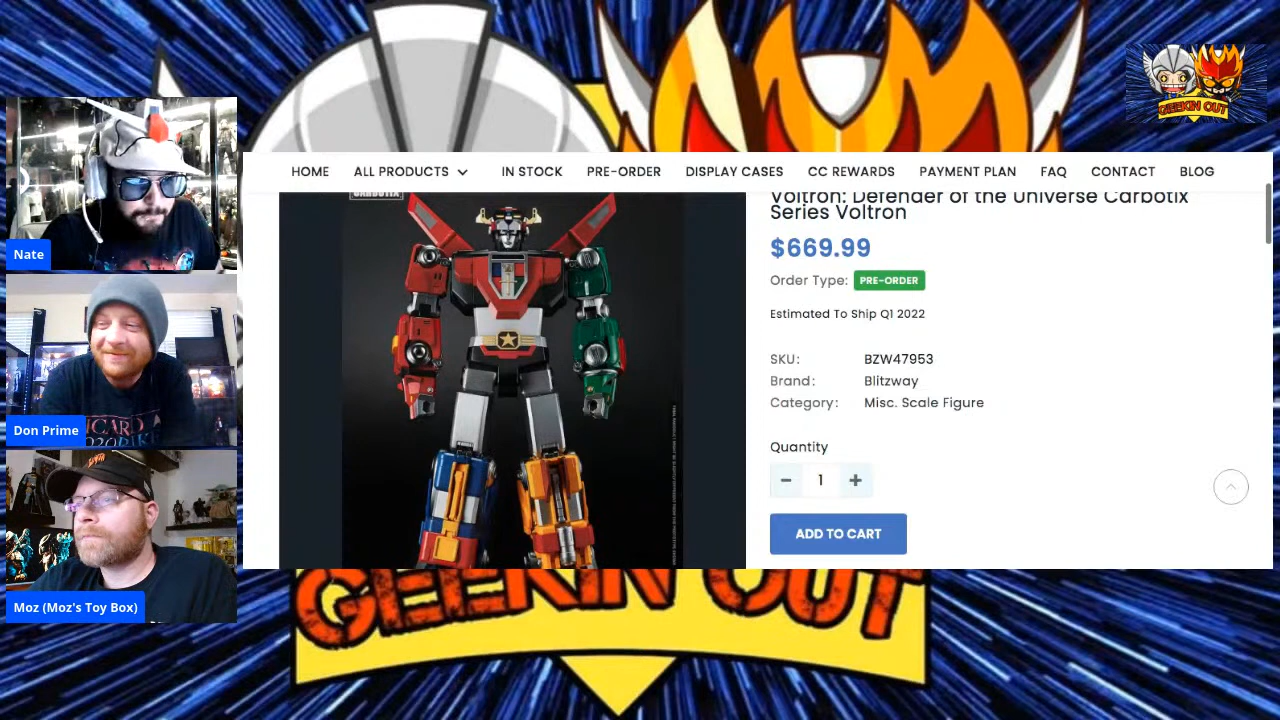 GEEKIN OUT
Nate
Don Prime
Moz (Moz's Toy Box)
HOME ALL PRODUCTS IN STOCK PRE-ORDER DISPLAY CASES CC REWARDS PAYMENT PLAN FAQ CONTACT BLOG
CARBOTIX
Voltron: Defender of the Universe Carbotix
Series Voltron
$669.99
Order Type: PRE-ORDER
Estimated To Ship Q1 2022
SKU: BZW47953
Brand: Blitzway
Category: Misc. Scale Figure
Quantity
- 1 +
ADD TO CART
GEEKIN OUT